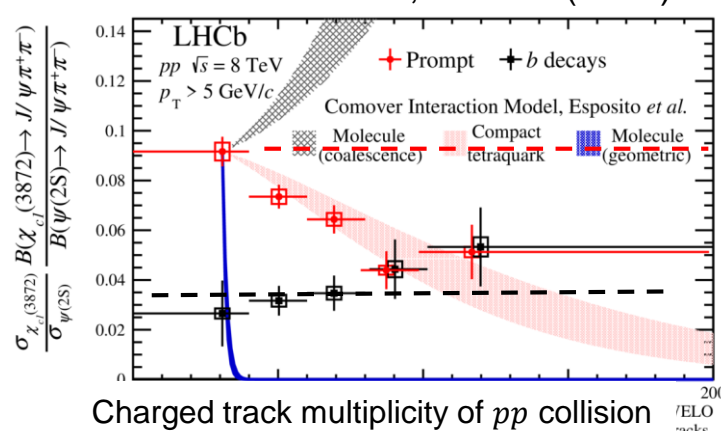 LHCb
pp √s = 8 TeV
p_T > 5 GeV/c
Prompt
b decays
Comover Interaction Model, Esposito et al.
Molecule (coalescence)
Compact tetraquark
Molecule (geometric)
σ_χc1(3872) / σ_ψ(2S) B(χ_c1(3872)→ J/ψπ⁺π⁻) / B(ψ(2S)→ J/ψπ⁺π⁻)
0.14
0.12
0.1
0.08
0.06
0.04
0.02
0
200
Charged track multiplicity of pp collision